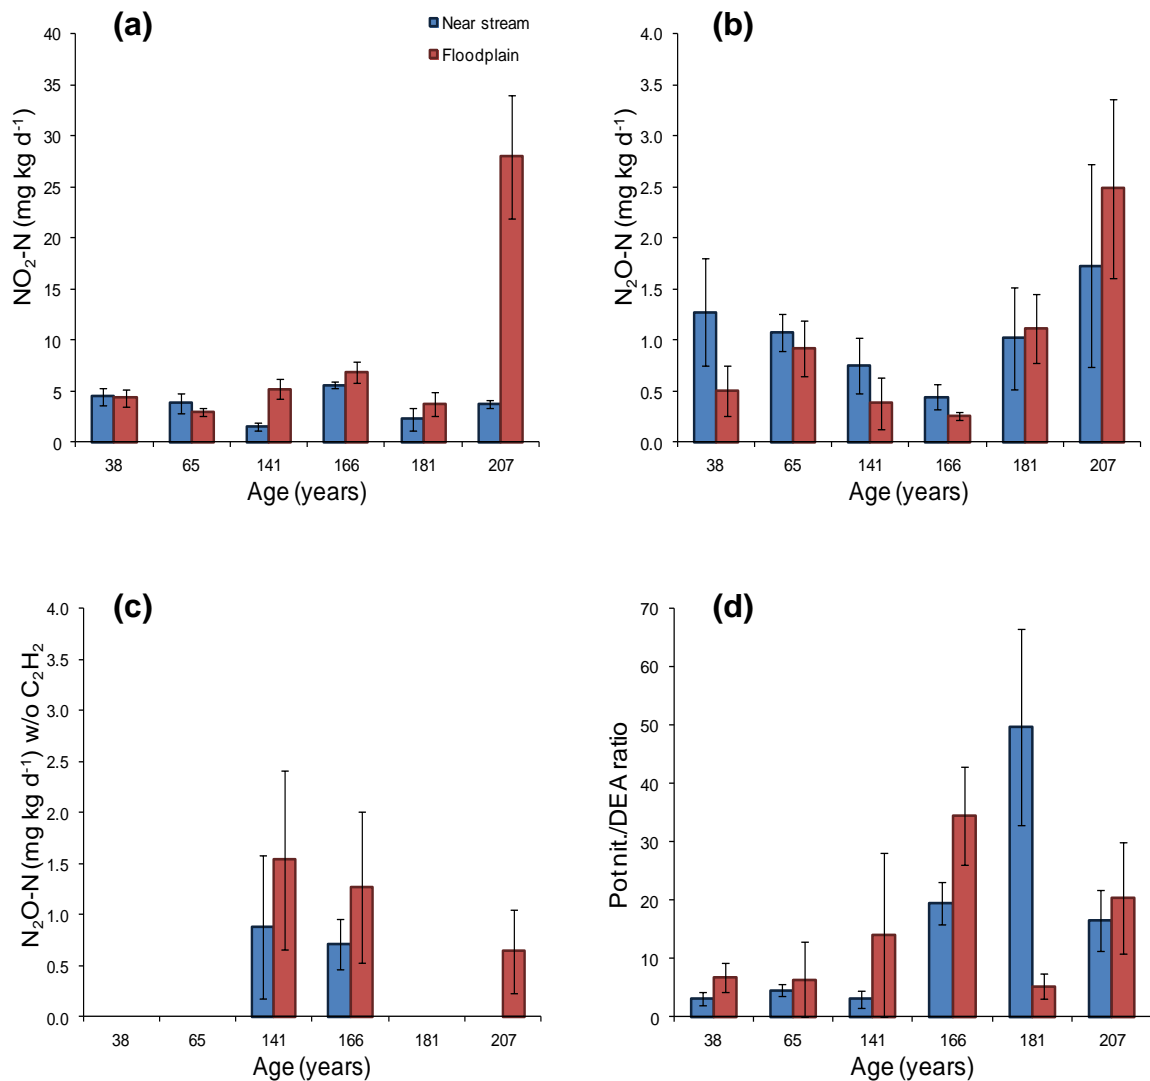 (a)
Near stream
Floodplain
NO₂-N (mg kg d⁻¹)
40
35
30
25
20
15
10
5
0
38 65 141 166 181 207
Age (years)
(b)
N₂O-N (mg kg d⁻¹)
4.0
3.5
3.0
2.5
2.0
1.5
1.0
0.5
0.0
38 65 141 166 181 207
Age (years)
(c)
N₂O-N (mg kg d⁻¹) w/o C₂H₂
4.0
3.5
3.0
2.5
2.0
1.5
1.0
0.5
0.0
38 65 141 166 181 207
Age (years)
(d)
Pot nit./DEA ratio
70
60
50
40
30
20
10
0
38 65 141 166 181 207
Age (years)